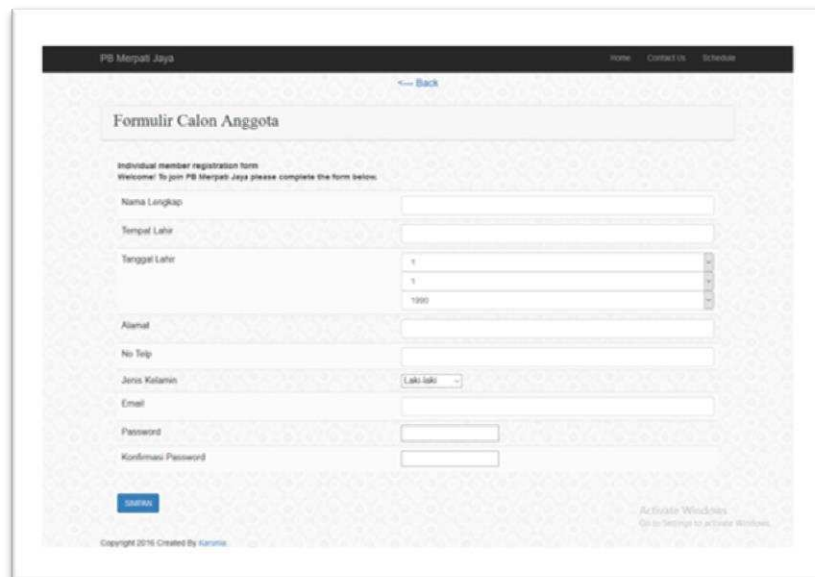 PB Merpati Jaya
Home Contact Us Schedule
<--- Back
Formulir Calon Anggota
Individual member registration form
Welcome! To join PB Merpati Jaya please complete the form below.
Nama Lengkap
Tempat Lahir
Tanggal Lahir
1
1
1990
Alamat
No Telp
Jenis Kelamin Laki-laki
Email
Password
Konfirmasi Password
SIMPAN
Activate Windows
Go to Settings to activate Windows.
Copyright 2016 Created By Karunia.